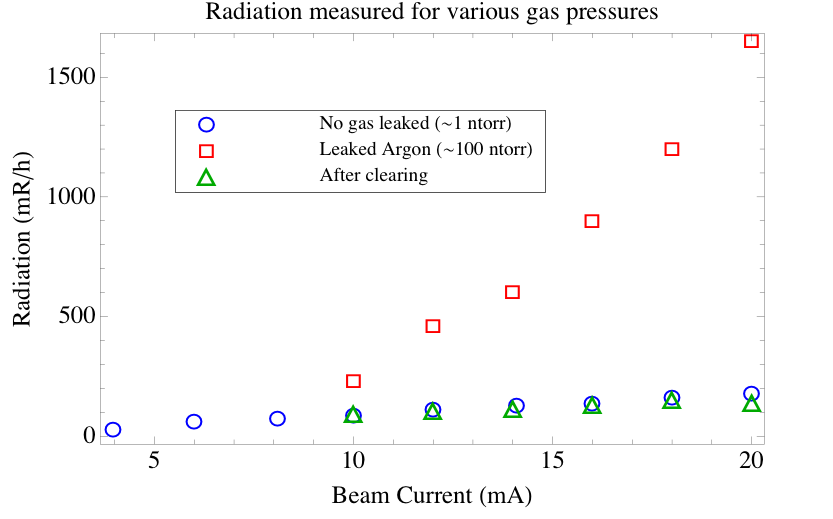 Radiation measured for various gas pressures
1500
1000
500
0
Radiation (mR/h)
No gas leaked (~1 ntorr)
Leaked Argon (~100 ntorr)
After clearing
5 10 15 20
Beam Current (mA)